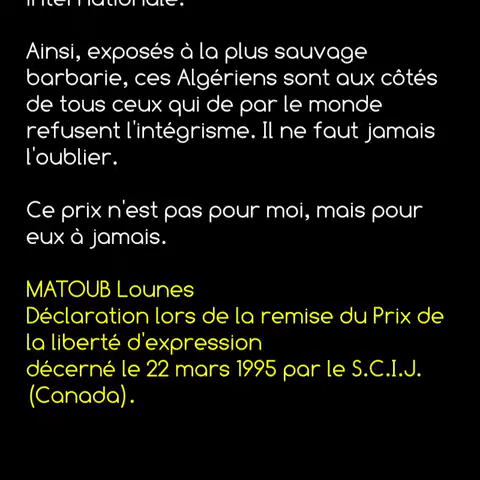 internationale.
Ainsi, exposés à la plus sauvage
barbarie, ces Algériens sont aux côtés
de tous ceux qui de par le monde
refusent l'intégrisme. Il ne faut jamais
l'oublier.
Ce prix n'est pas pour moi, mais pour
eux à jamais.
MATOUB Lounes
Déclaration lors de la remise du Prix de
la liberté d'expression
décerné le 22 mars 1995 par le S.C.I.J.
(Canada).